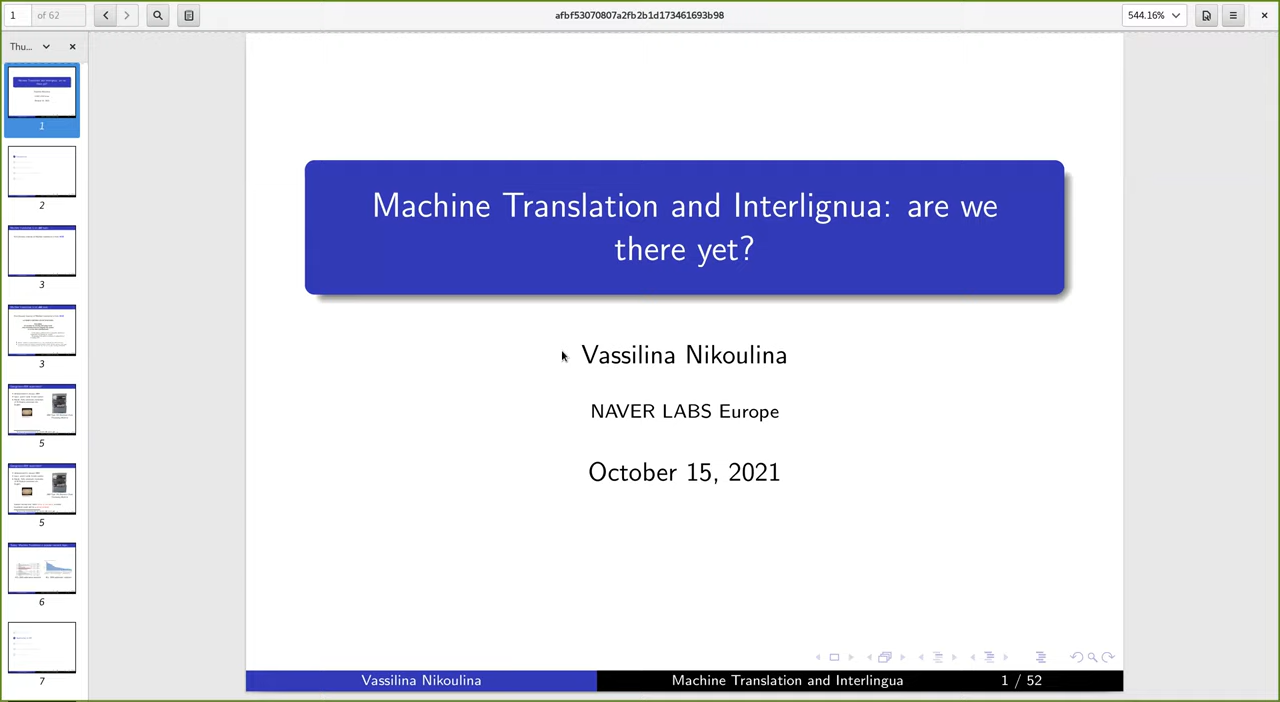 1
of 62
afbf53070807a2fb2b1d173461693b98
544.16%
Thu...
1
2
3
3
5
5
6
7
Machine Translation and Interlignua: are we
there yet?
Vassilina Nikoulina
NAVER LABS Europe
October 15, 2021
Vassilina Nikoulina
Machine Translation and Interlingua
1 / 52